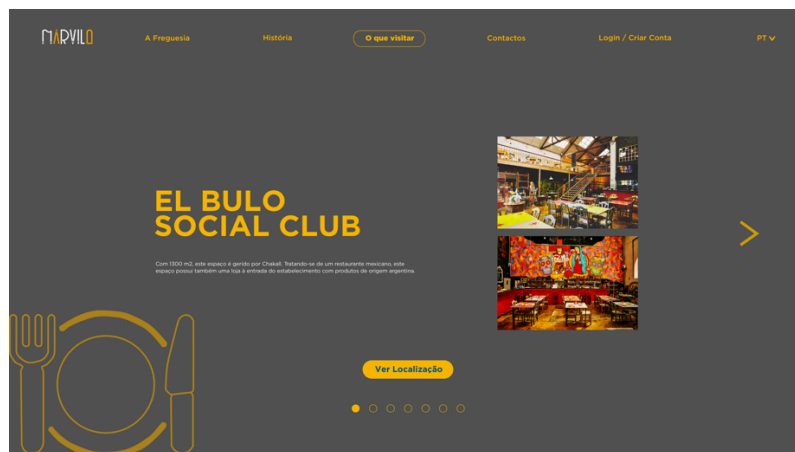 MARVILA
A Freguesia
História
O que visitar
Contactos
Login / Criar Conta
PT
EL BULO
SOCIAL CLUB
Com 1300 m2, este espaço é gerido por Chakall. Tratando-se de um restaurante mexicano, este
espaço possui também uma loja à entrada do estabelecimento com produtos de origem argentina.
Ver Localização